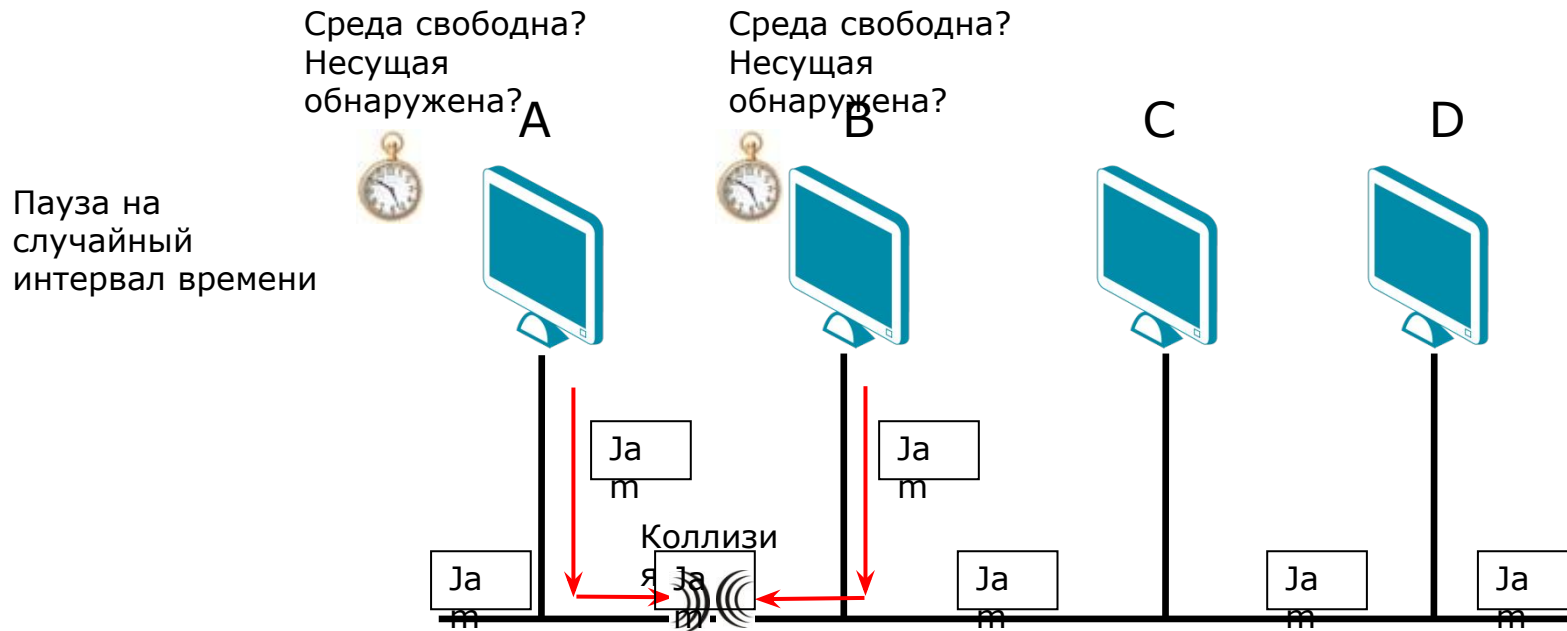 Среда свободна?
Несущая
обнаружена?
Среда свободна?
Несущая
обнаружена?
A
B
C
D
Пауза на
случайный
интервал времени
Ja
m
Ja
m
Коллизи
я
Ja
m
Ja
m
Ja
m
Ja
m
Ja
m